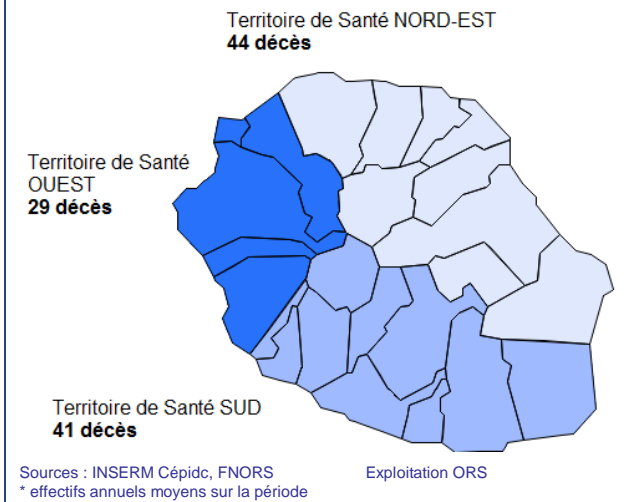 Territoire de Santé NORD-EST
44 décès
Territoire de Santé
OUEST
29 décès
Territoire de Santé SUD
41 décès
Sources : INSERM Cépidc, FNORS Exploitation ORS
* effectifs annuels moyens sur la période